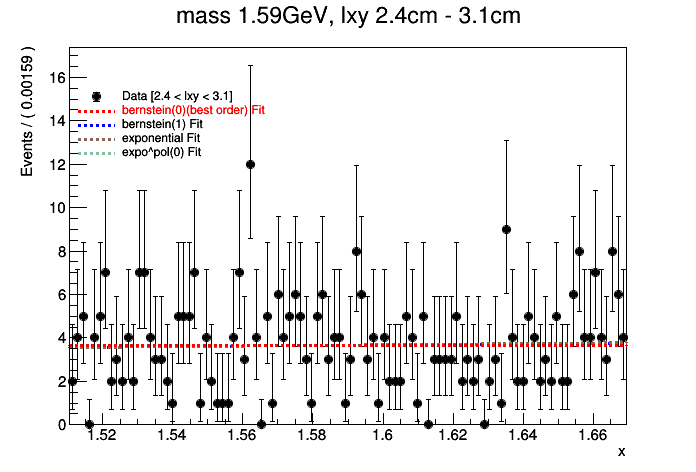 mass 1.59GeV, lxy 2.4cm - 3.1cm
Events / ( 0.00159 )
16
14
12
10
8
6
4
2
0
Data [2.4 < lxy < 3.1]
bernstein(0)(best order) Fit
bernstein(1) Fit
exponential Fit
expo^pol(0) Fit
1.52 1.54 1.56 1.58 1.6 1.62 1.64 1.66
x